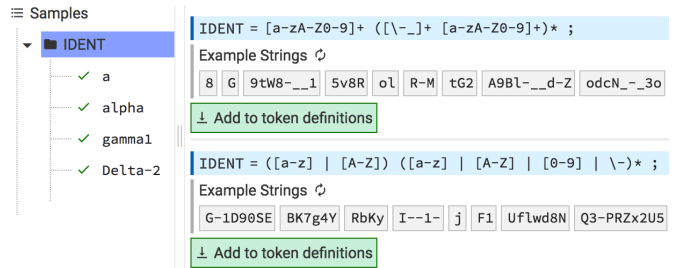 Samples
IDENT
a
alpha
gamma1
Delta-2
IDENT = [a-zA-Z0-9]+ ([\-_]+ [a-zA-Z0-9]+)* ;
Example Strings
8 G 9tW8-__1 5v8R ol R-M tG2 A9Bl-__d-Z odcN_-_3o
Add to token definitions
IDENT = ([a-z] | [A-Z]) ([a-z] | [A-Z] | [0-9] | \-)* ;
Example Strings
G-1D90SE BK7g4Y RbKy I--1- j F1 Uflwd8N Q3-PRZx2U5
Add to token definitions